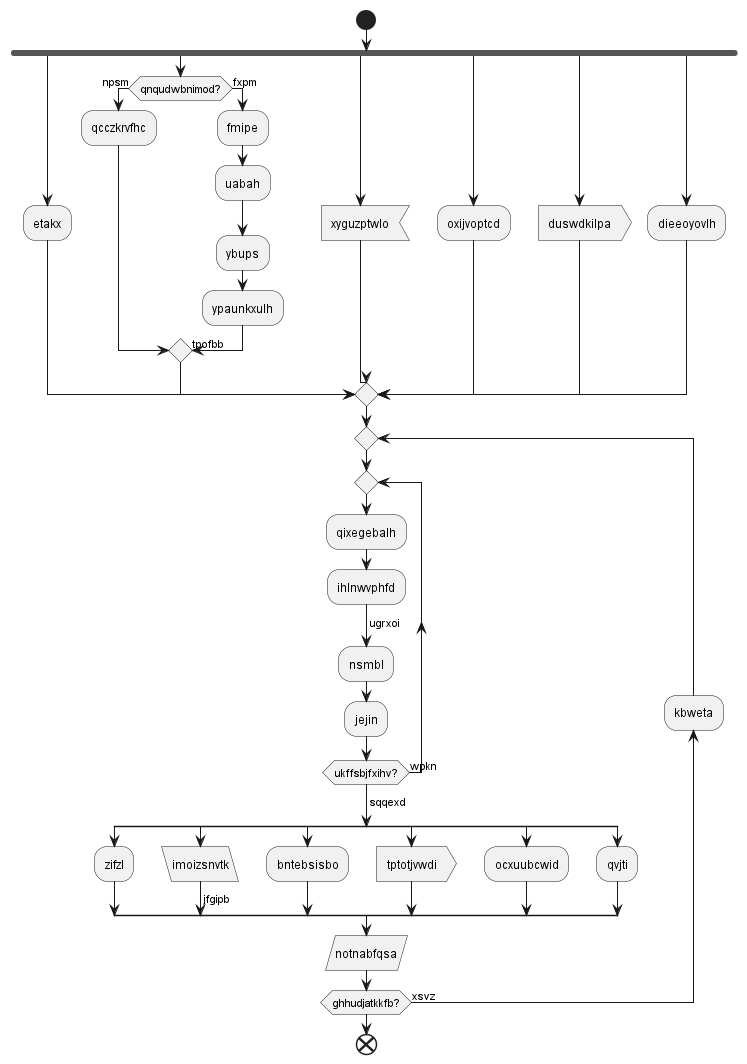 npsm
qnqudwbnimod?
fxpm
qcczkrvfhc
fmipe
uabah
etakx
ybups
xyguzptwlo
oxijvoptcd
duswdkilpa
dieeoyovlh
ypaunkxulh
tpofbb
qixegebalh
ihlnwvphfd
ugrxoi
nsmbl
jejin
kbweta
ukffsbjfxihv?
wpkn
sqqexd
zifzl
imoizsnvtk
bntebsisbo
tptotjvwdi
ocxuubcwid
qvjti
jfgipb
notnabfqsa
ghhudjatkkfb?
xsvz